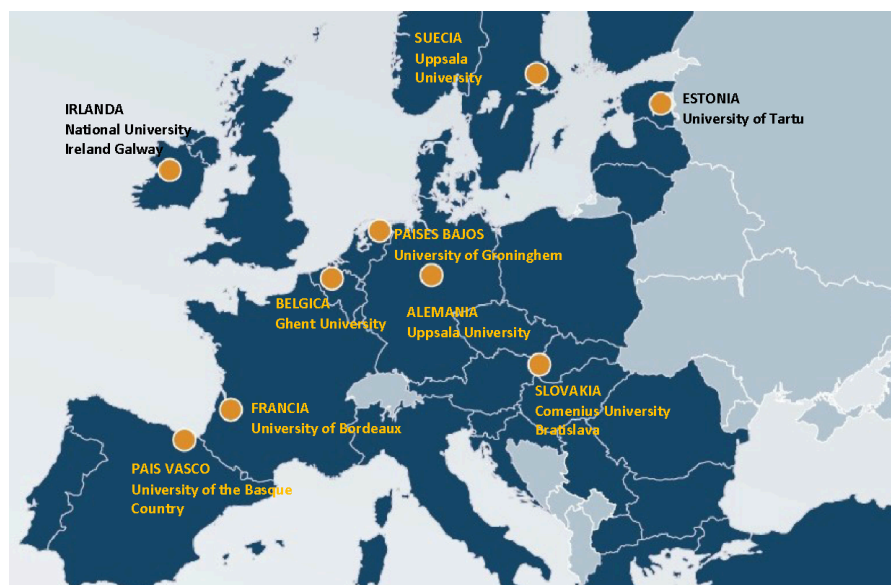 SUECIA
Uppsala
University
IRLANDA
National University
Ireland Galway
ESTONIA
University of Tartu
PAISES BAJOS
University of Groninghem
BELGICA
Ghent University
ALEMANIA
Uppsala University
SLOVAKIA
Comenius University
Bratislava
FRANCIA
University of Bordeaux
PAIS VASCO
University of the Basque
Country